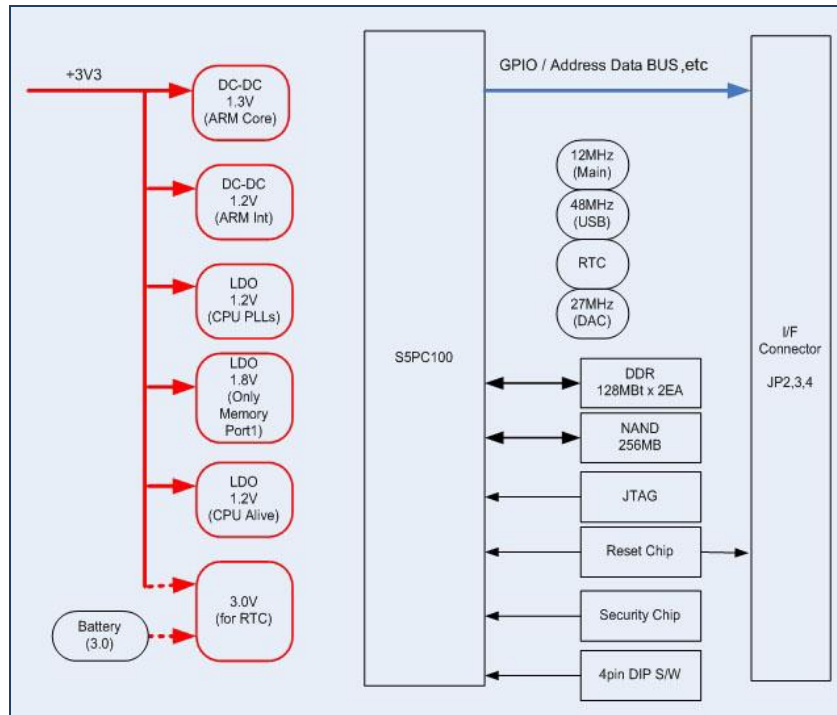 +3V3
DC-DC
1.3V
(ARM Core)
DC-DC
1.2V
(ARM Int)
LDO
1.2V
(CPU PLLs)
LDO
1.8V
(Only
Memory
Port1)
LDO
1.2V
(CPU Alive)
3.0V
(for RTC)
Battery
(3.0)
S5PC100
GPIO / Address Data BUS ,etc
12MHz
(Main)
48MHz
(USB)
RTC
27MHz
(DAC)
DDR
128MBt x 2EA
NAND
256MB
JTAG
Reset Chip
Security Chip
4pin DIP S/W
I/F
Connector
JP2,3,4